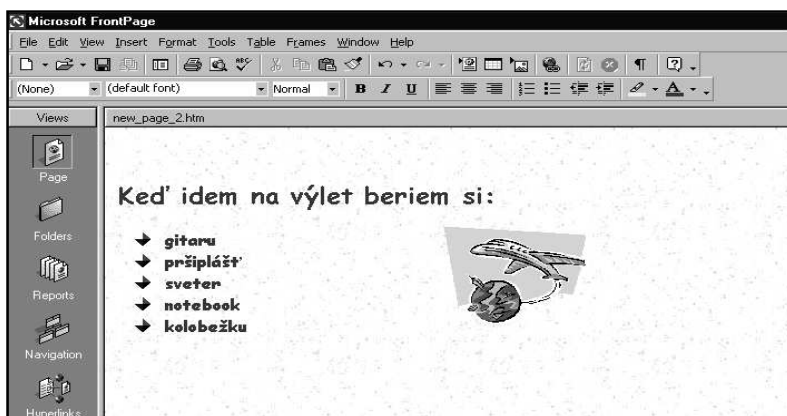 Microsoft FrontPage
File Edit View Insert Format Tools Table Frames Window Help
(None) (default font) Normal B I U A
Views new_page_2.htm
Page
Keď idem na výlet beriem si:
Folders
gitaru
pršiplášť
sveter
Reports
notebook
kolobežku
Navigation
Hyperlinks